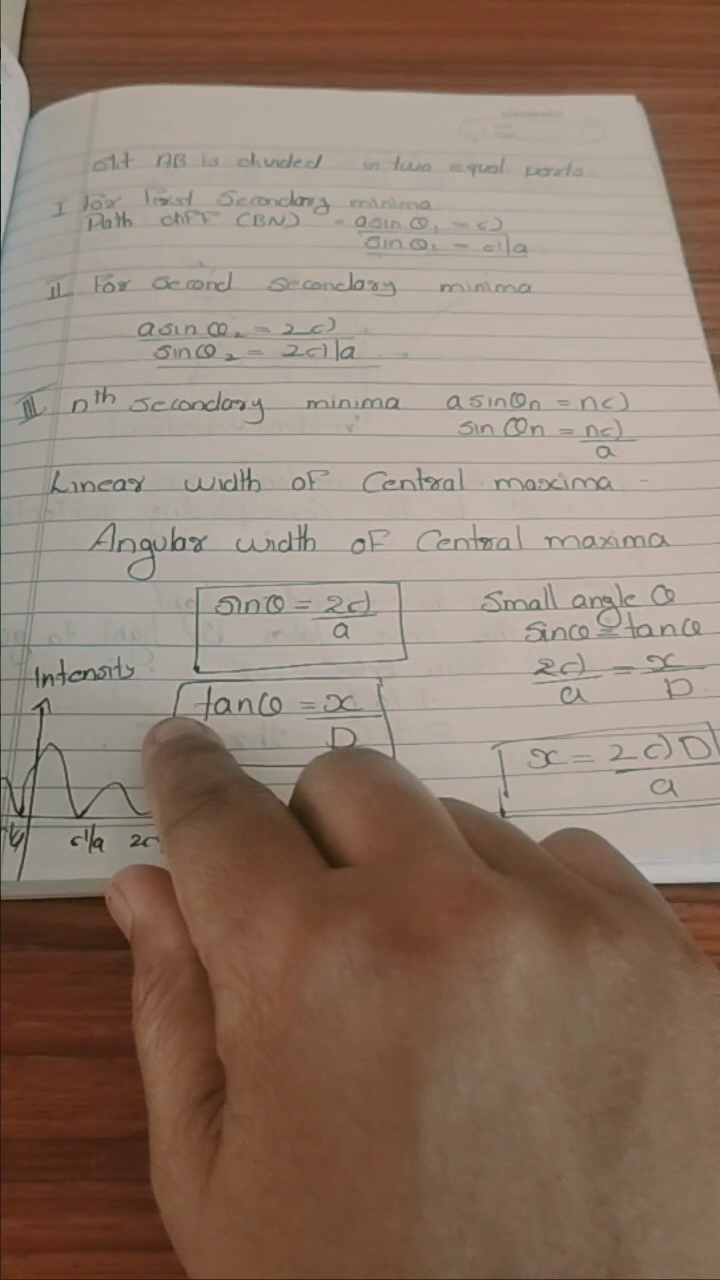 slit AB is divided in two equal parts
I For first Secondary minima
Path diff (BN) - a sin θ₁ = λ
sin θ₁ = λ/a
II For second secondary minima
a sin θ₂ = 2λ
sin θ₂ = 2λ/a
III nth secondary minima a sin θn = nλ
sin θn = nλ/a
Linear width of Central maxima -
Angular width of Central maxima
sin θ = 2λ/a
Small angle θ
sin θ = tan θ
2λ/a = x/D
Intensity
tan θ = x/D
x = 2λD/a
λ/a 2λ